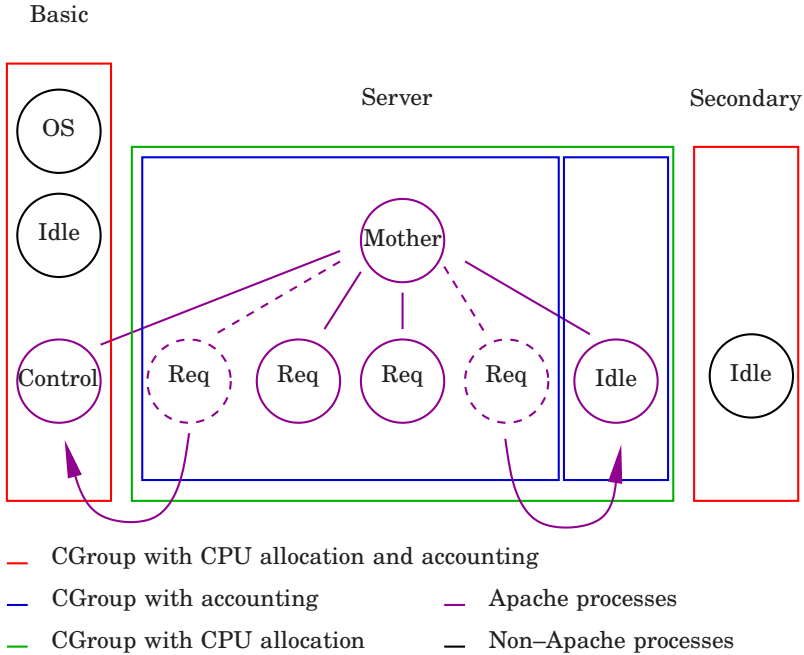 Basic
Server
Secondary
OS
Idle
Mother
Control
Req
Req
Req
Req
Idle
Idle
CGroup with CPU allocation and accounting
CGroup with accounting
Apache processes
CGroup with CPU allocation
Non–Apache processes